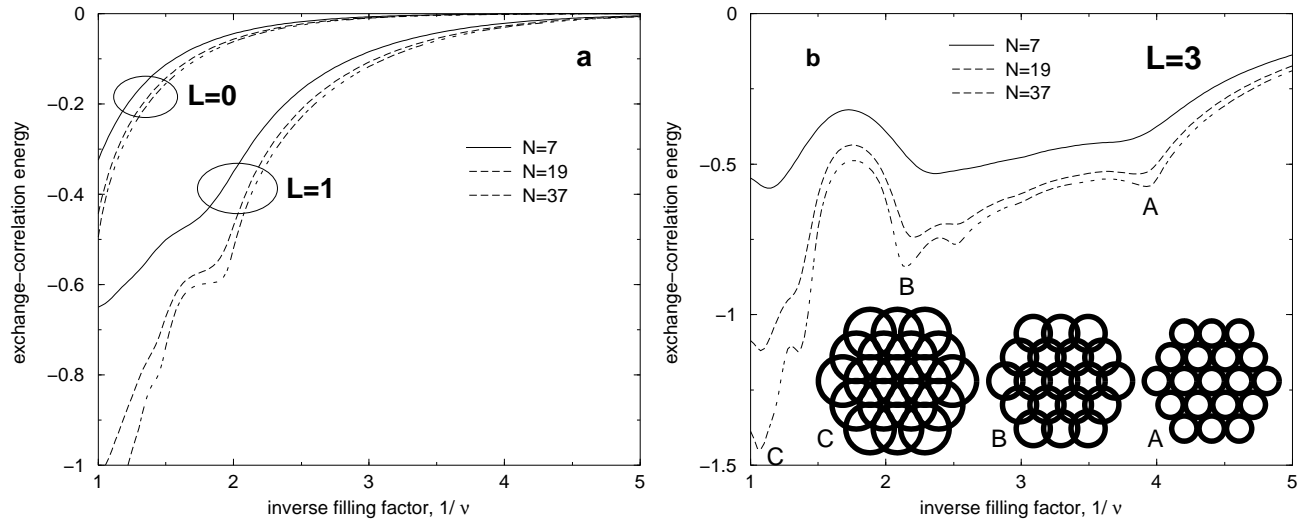 0
−0.2
−0.4
−0.6
−0.8
−1
exchange−correlation energy
1
2
3
4
5
inverse filling factor, 1/ ν
a
L=0
L=1
N=7
N=19
N=37
0
−0.5
−1
−1.5
exchange−correlation energy
1
2
3
4
5
inverse filling factor, 1/ ν
b
N=7
N=19
N=37
L=3
A
B
C
C
B
A